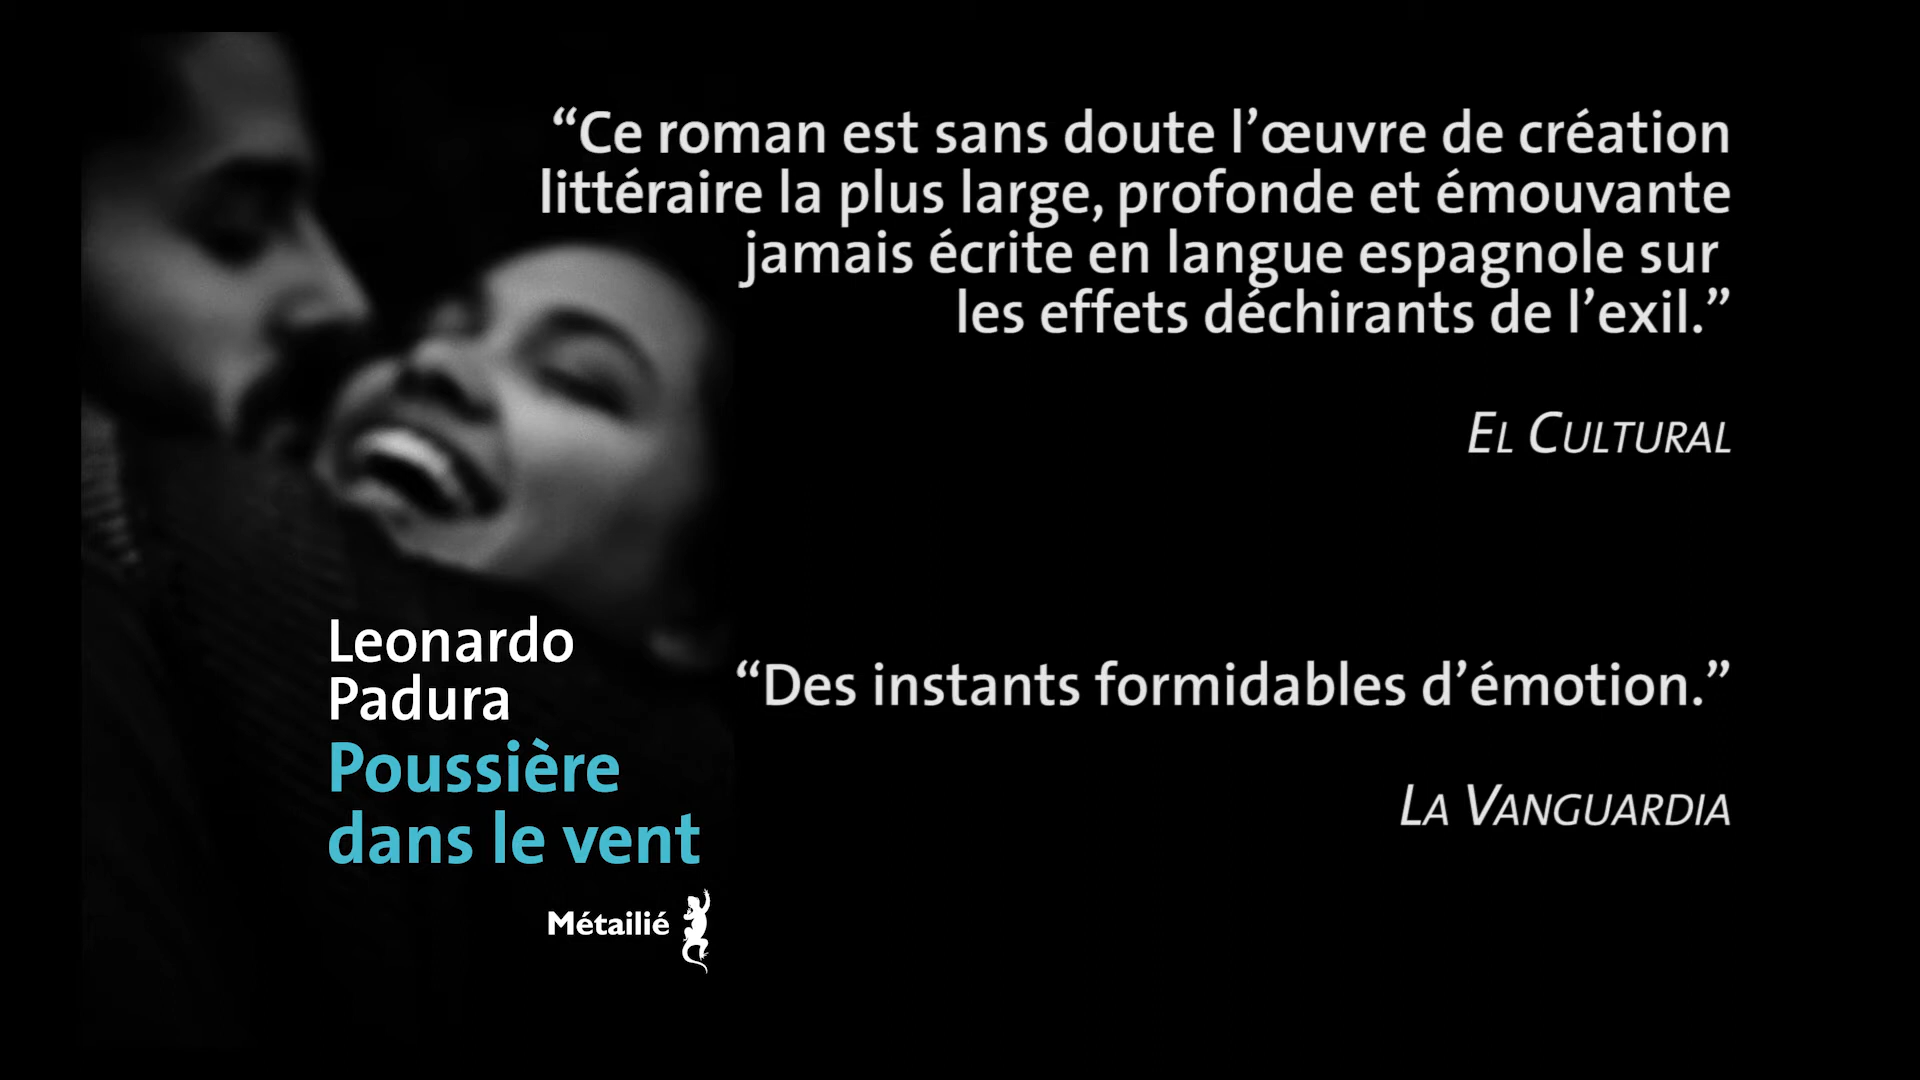 “Ce roman est sans doute l’œuvre de création
littéraire la plus large, profonde et émouvante
jamais écrite en langue espagnole sur
les effets déchirants de l’exil.”
EL CULTURAL
“Des instants formidables d’émotion.”
LA VANGUARDIA
Leonardo
Padura
Poussière
dans le vent
Métailié